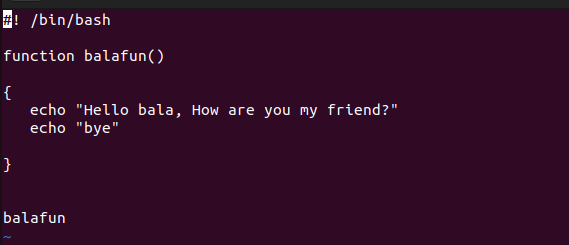 #! /bin/bash
function balafun()
{
echo "Hello bala, How are you my friend?"
echo "bye"
}
balafun
~